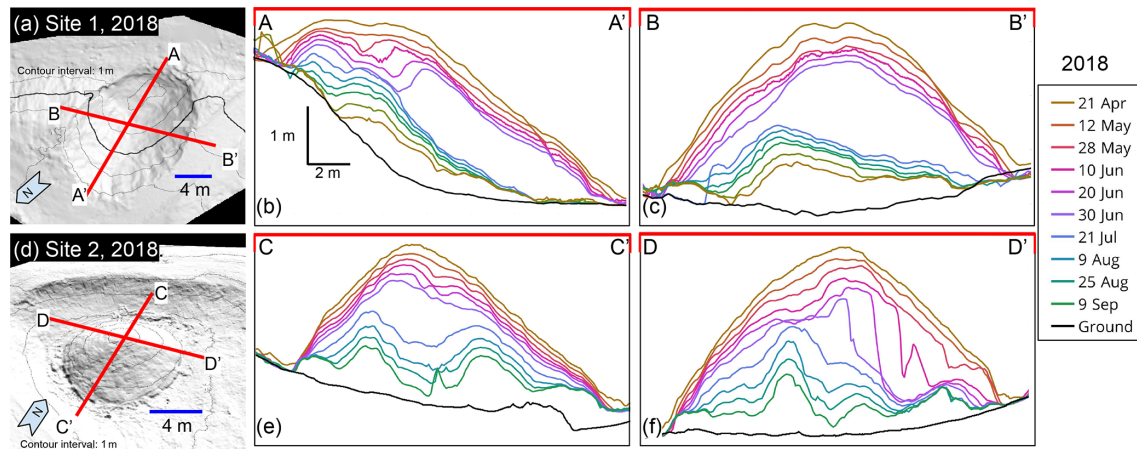 (a) Site 1, 2018
Contour interval: 1 m
A
B
B'
A'
4 m
N
A
A'
1 m
2 m
(b)
B
B'
(c)
(d) Site 2, 2018
C
D
D'
C'
4 m
N
Contour interval: 1 m
C
C'
(e)
D
D'
(f)
2018
21 Apr
12 May
28 May
10 Jun
20 Jun
30 Jun
21 Jul
9 Aug
25 Aug
9 Sep
Ground